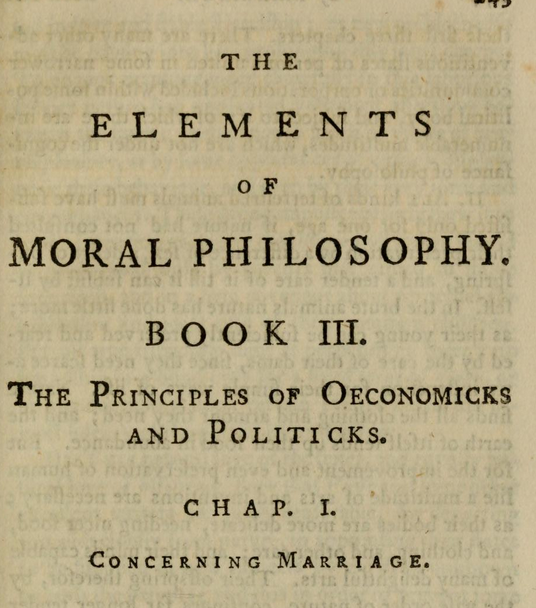 THE
ELEMENTS
OF
MORAL PHILOSOPHY.
BOOK III.
THE PRINCIPLES OF OECONOMICKS
AND POLITICKS.
CHAP. I.
CONCERNING MARRIAGE.